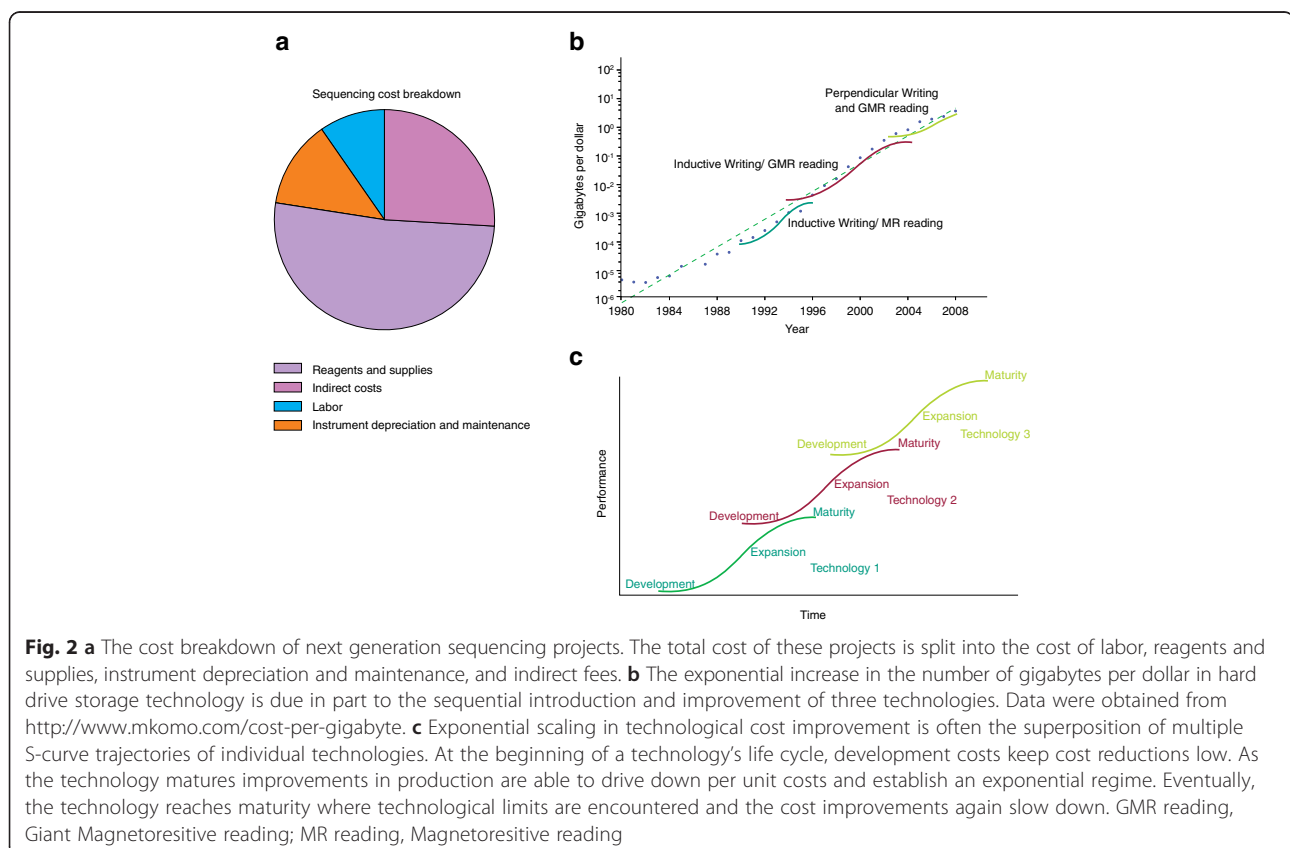 a
Sequencing cost breakdown
Reagents and supplies
Indirect costs
Labor
Instrument depreciation and maintenance
b
10²
10¹
10⁰
10⁻¹
10⁻²
10⁻³
10⁻⁴
10⁻⁵
10⁻⁶
Gigabytes per dollar
Perpendicular Writing
and GMR reading
Inductive Writing/ GMR reading
Inductive Writing/ MR reading
1980 1984 1988 1992 1996 2000 2004 2008
Year
c
Performance
Maturity
Expansion
Technology 3
Development
Maturity
Expansion
Technology 2
Development
Maturity
Expansion
Technology 1
Development
Time
Fig. 2 a The cost breakdown of next generation sequencing projects. The total cost of these projects is split into the cost of labor, reagents and
supplies, instrument depreciation and maintenance, and indirect fees. b The exponential increase in the number of gigabytes per dollar in hard
drive storage technology is due in part to the sequential introduction and improvement of three technologies. Data were obtained from
http://www.mkomo.com/cost-per-gigabyte. c Exponential scaling in technological cost improvement is often the superposition of multiple
S-curve trajectories of individual technologies. At the beginning of a technology's life cycle, development costs keep cost reductions low. As
the technology matures improvements in production are able to drive down per unit costs and establish an exponential regime. Eventually,
the technology reaches maturity where technological limits are encountered and the cost improvements again slow down. GMR reading,
Giant Magnetoresitive reading; MR reading, Magnetoresitive reading